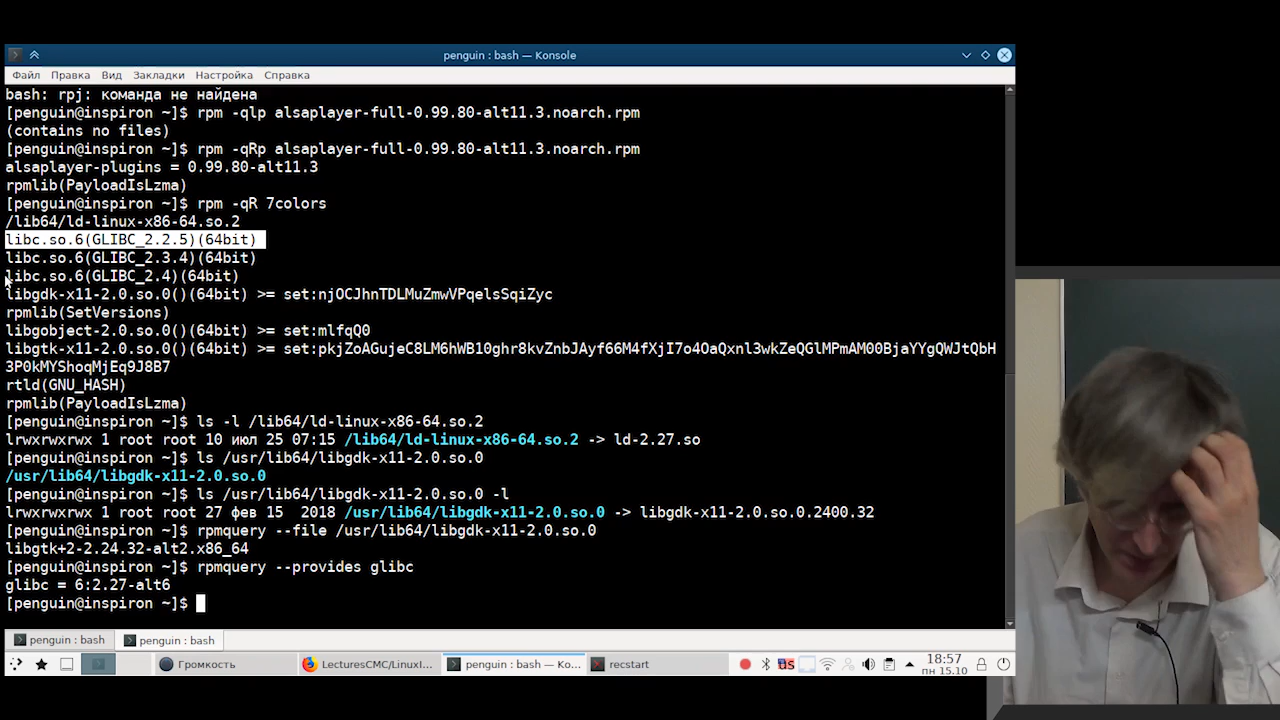 penguin : bash — Konsole
Файл Правка Вид Закладки Настройка Справка
bash: rpj: команда не найдена
[penguin@inspiron ~]$ rpm -qlp alsaplayer-full-0.99.80-alt11.3.noarch.rpm
(contains no files)
[penguin@inspiron ~]$ rpm -qRp alsaplayer-full-0.99.80-alt11.3.noarch.rpm
alsaplayer-plugins = 0.99.80-alt11.3
rpmlib(PayloadIsLzma)
[penguin@inspiron ~]$ rpm -qR 7colors
/lib64/ld-linux-x86-64.so.2
libc.so.6(GLIBC_2.2.5)(64bit)
libc.so.6(GLIBC_2.3.4)(64bit)
libc.so.6(GLIBC_2.4)(64bit)
libgdk-x11-2.0.so.0()(64bit) >= set:njOCJhnTDLMuZmwVPqelsSqiZyc
rpmlib(SetVersions)
libgobject-2.0.so.0()(64bit) >= set:mlfqQ0
libgtk-x11-2.0.so.0()(64bit) >= set:pkjZoAGujeC8LM6hWB10ghr8kvZnbJAyf66M4fXjI7o4OaQxnl3wkZeQGlMPmAM00BjaYYgQWJtQbH
3P0kMYShoqMjEq9J8B7
rtld(GNU_HASH)
rpmlib(PayloadIsLzma)
[penguin@inspiron ~]$ ls -l /lib64/ld-linux-x86-64.so.2
lrwxrwxrwx 1 root root 10 июл 25 07:15 /lib64/ld-linux-x86-64.so.2 -> ld-2.27.so
[penguin@inspiron ~]$ ls /usr/lib64/libgdk-x11-2.0.so.0
/usr/lib64/libgdk-x11-2.0.so.0
[penguin@inspiron ~]$ ls /usr/lib64/libgdk-x11-2.0.so.0 -l
lrwxrwxrwx 1 root root 27 фев 15  2018 /usr/lib64/libgdk-x11-2.0.so.0 -> libgdk-x11-2.0.so.0.2400.32
[penguin@inspiron ~]$ rpmquery --file /usr/lib64/libgdk-x11-2.0.so.0
libgtk+2-2.24.32-alt2.x86_64
[penguin@inspiron ~]$ rpmquery --provides glibc
glibc = 6:2.27-alt6
[penguin@inspiron ~]$
penguin : bash penguin : bash
Громкость LecturesCMC/LinuxI... penguin : bash — Ko... recstart us 18:57
пн 15.10